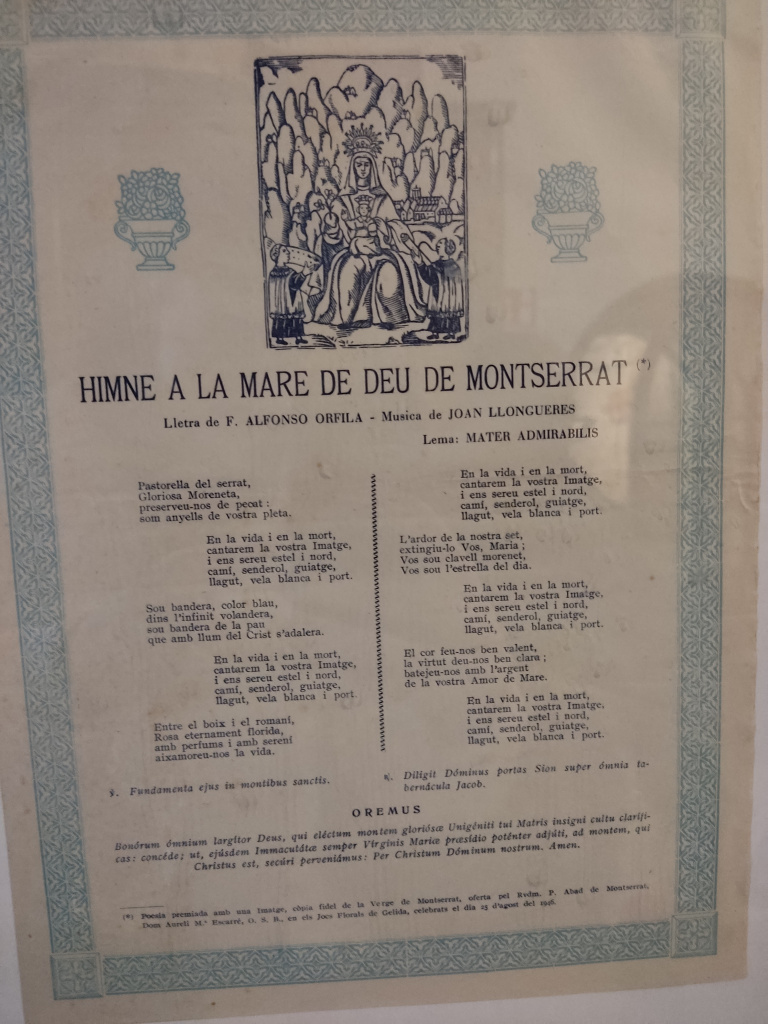 HIMNE A LA MARE DE DEU DE MONTSERRAT (*)
Lletra de F. ALFONSO ORFILA - Musica de JOAN LLONGUERES
Lema: MATER ADMIRABILIS
Pastorella del serrat,
Gloriosa Moreneta,
preserveu-nos de pecat :
som anyells de vostra pleta.
En la vida i en la mort,
cantarem la vostra Imatge,
i ens sereu estel i nord,
camí, senderol, guiatge,
llagut, vela blanca i port.
Sou bandera, color blau,
dins l'infinit volandera,
sou bandera de la pau
que amb llum del Crist s'adalera.
En la vida i en la mort,
cantarem la vostra Imatge,
i ens sereu estel i nord,
camí, senderol, guiatge,
llagut, vela blanca i port.
Entre el boix i el romaní,
Rosa eternament florida,
amb perfums i amb serení
aixamoreu-nos la vida.
En la vida i en la mort,
cantarem la vostra Imatge,
i ens sereu estel i nord,
camí, senderol, guiatge,
llagut, vela blanca i port.
L'ardor de la nostra set,
extingiu-lo Vos, Maria ;
Vos sou clavell morenet,
Vos sou l'estrella del dia.
En la vida i en la mort,
cantarem la vostra Imatge,
i ens sereu estel i nord,
camí, senderol, guiatge,
llagut, vela blanca i port.
El cor feu-nos ben valent,
la virtut deu-nos ben clara ;
batejeu-nos amb l'argent
de la vostra Amor de Mare.
En la vida i en la mort,
cantarem la vostra Imatge,
i ens sereu estel i nord,
camí, senderol, guiatge,
llagut, vela blanca i port.
℣. Fundamenta ejus in montibus sanctis.
℟. Diligit Dóminus portas Sion super ómnia ta-
bernácula Jacob.
OREMUS
Bonórum ómnium largítor Deus, qui eléctum montem gloriósæ Unigéniti tui Matris insigni cultu clarifi-
cas: concéde; ut, ejúsdem Immaculátæ semper Virginis Mariæ præsídio poténter adjúti, ad montem, qui
Christus est, secúri perveniámus: Per Christum Dóminum nostrum. Amen.
(*) Poesia premiada amb una Imatge, còpia fidel de la Verge de Montserrat, oferta pel Rvdm. P. Abad de Montserrat,
Dom Aureli M.ª Escarré, O. S. B., en els Jocs Florals de Gelida, celebrats el dia 25 d'agost del 1946.